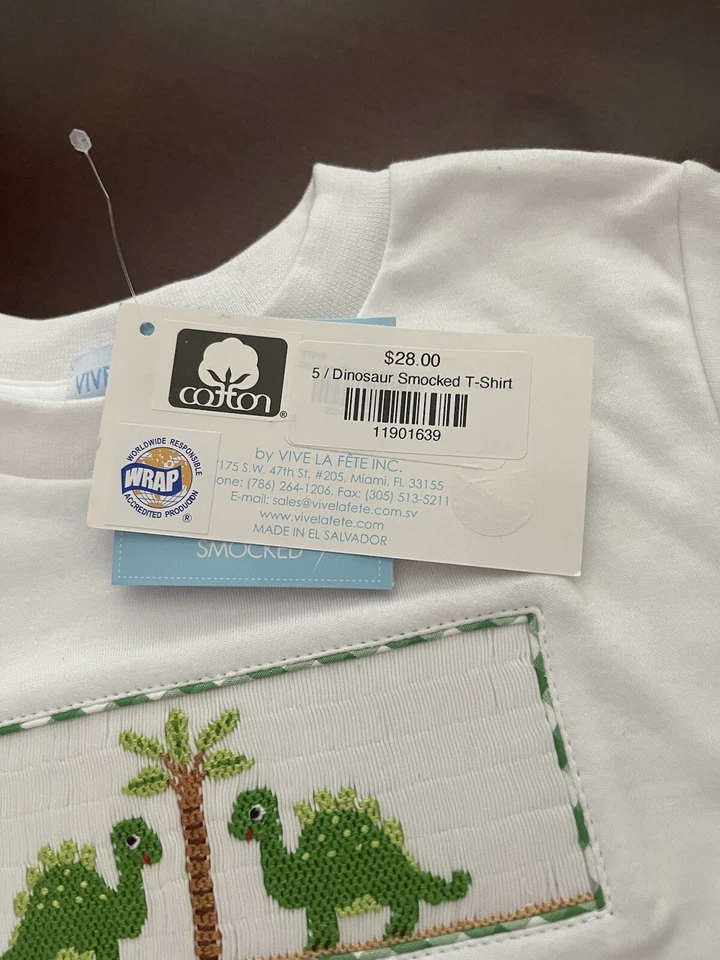 VIVE
cotton
®
$28.00
5 / Dinosaur Smocked T-Shirt
11901639
WORLDWIDE RESPONSIBLE
WRAP
ACCREDITED PRODUCTION
®
by VIVE LA FÊTE INC.
175 S.W. 47th St. #205, Miami, Fl. 33155
one: (786) 264-1206. Fax: (305) 513-5211
E-mail: sales@vivelafete.com.sv
www.vivelafete.com
MADE IN EL SALVADOR
SMOCKED